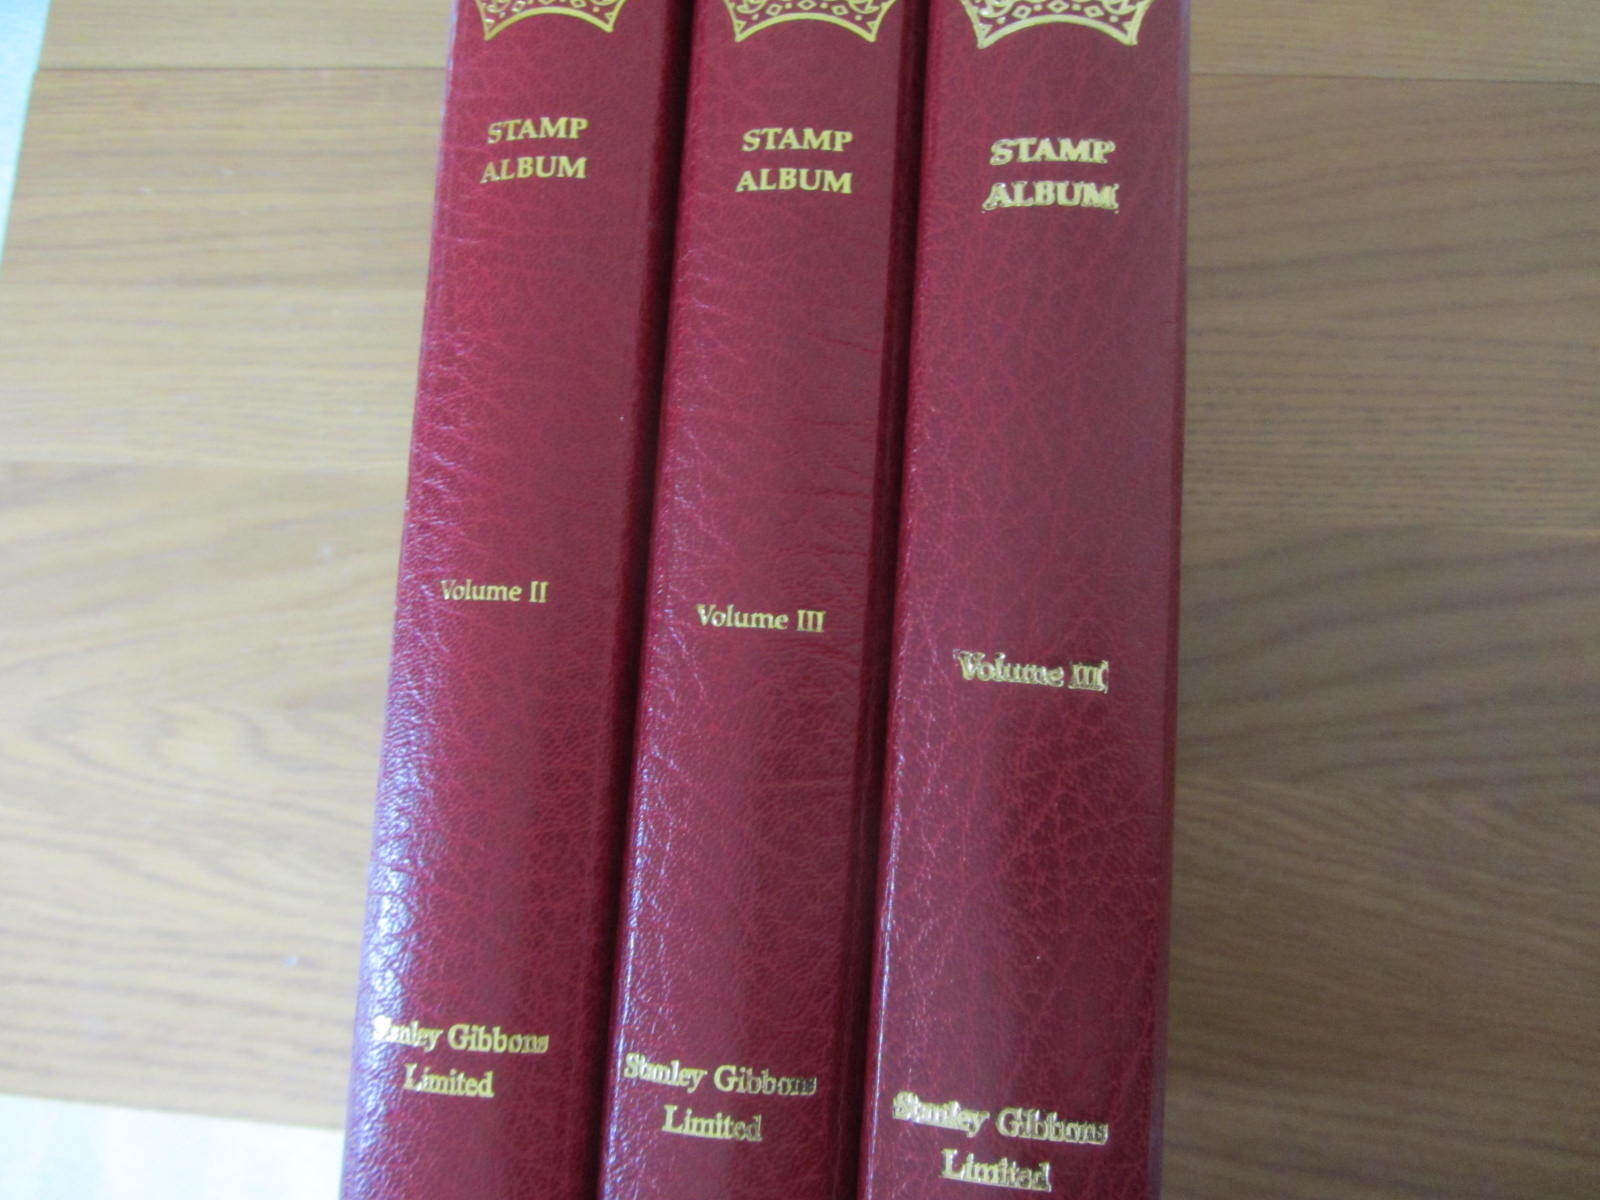 STAMP
ALBUM
Volume II
Stanley Gibbons
Limited
STAMP
ALBUM
Volume III
Stanley Gibbons
Limited
STAMP
ALBUM
Volume III
Stanley Gibbons
Limited